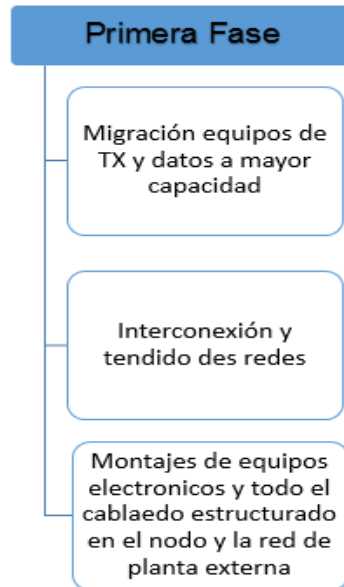 Primera Fase
Migración equipos de
TX y datos a mayor
capacidad
Interconexión y
tendido des redes
Montajes de equipos
electronicos y todo el
cablaedo estructurado
en el nodo y la red de
planta externa